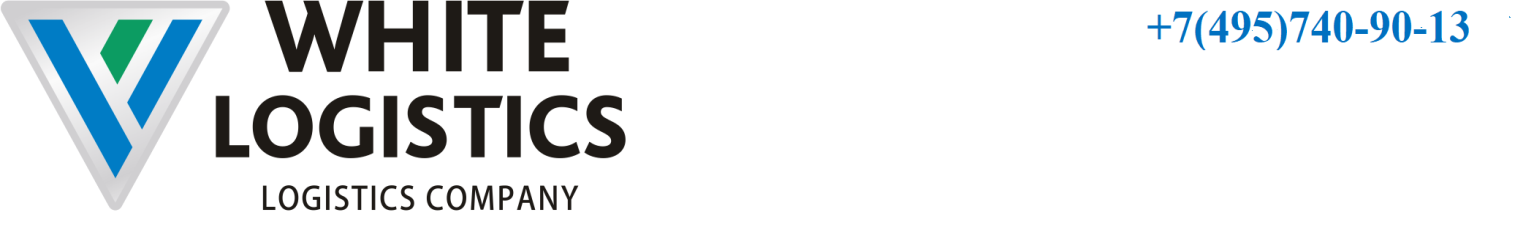 WHITE
LOGISTICS
LOGISTICS COMPANY
+7(495)740-90-13